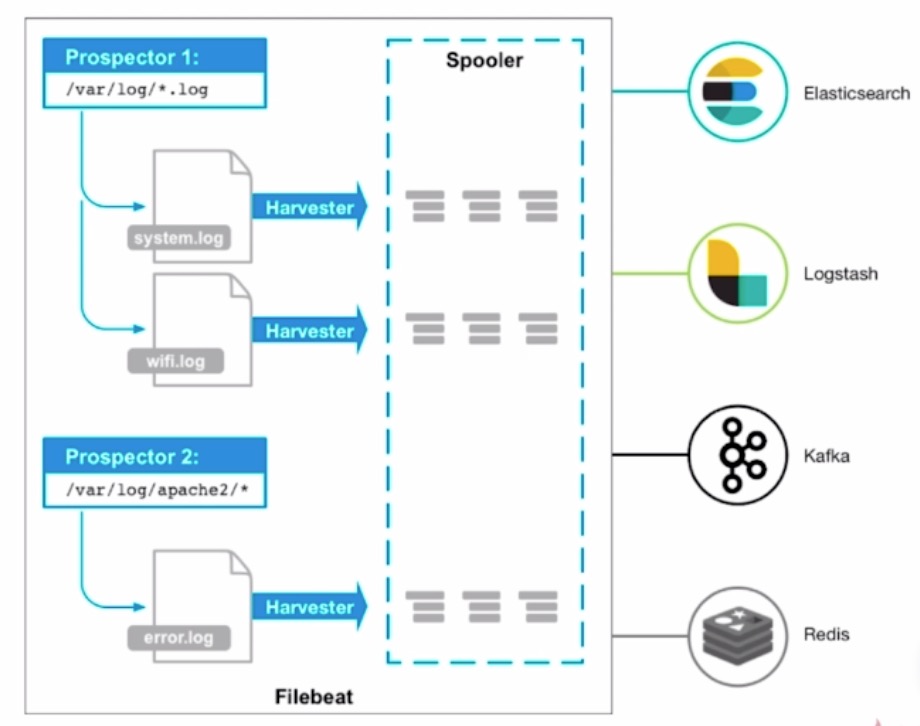 Prospector 1:
/var/log/*.log
Spooler
system.log
Harvester
wifi.log
Harvester
Prospector 2:
/var/log/apache2/*
error.log
Harvester
Filebeat
Elasticsearch
Logstash
Kafka
Redis